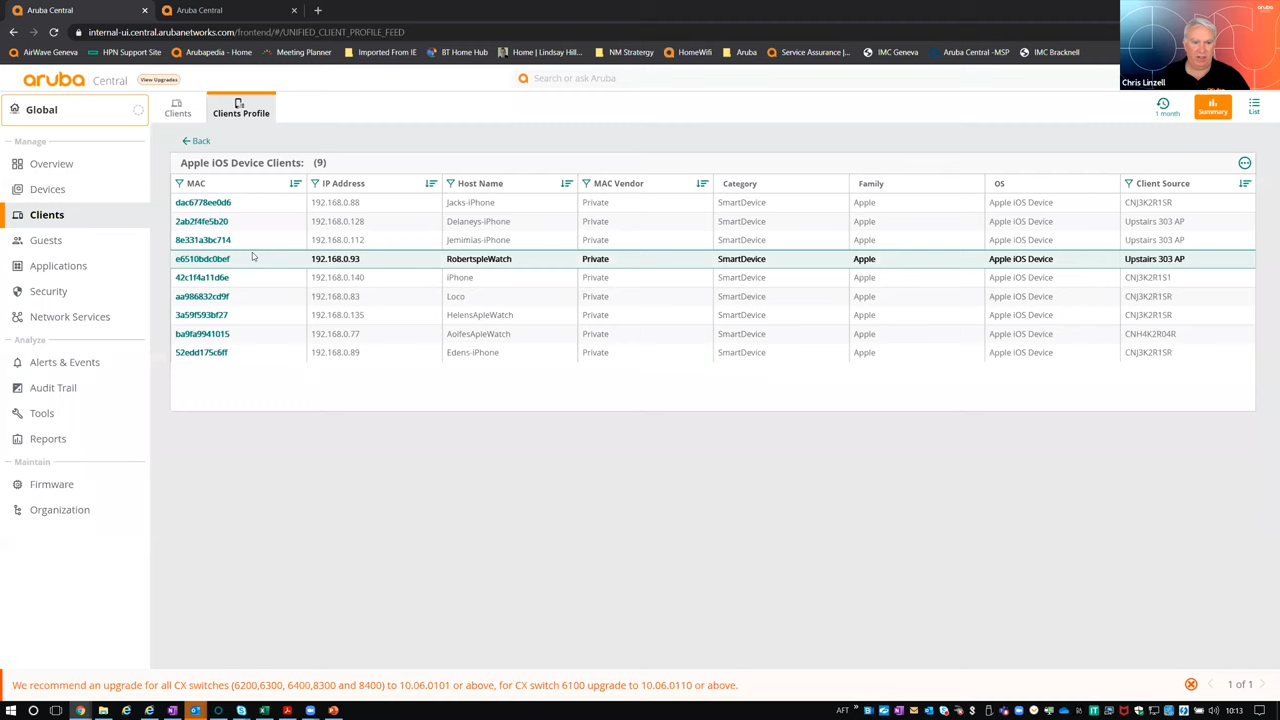 Aruba Central
Aruba Central
internal-ui.central.arubanetworks.com/frontend/#/UNIFIED_CLIENT_PROFILE_FEED
AirWave Geneva
HPN Support Site
Arubapedia - Home
Meeting Planner
Imported From IE
BT Home Hub
Home | Lindsay Hill...
NM Stratergy
HomeWifi
Aruba
Service Assurance |...
IMC Geneva
Aruba Central -MSP
IMC Bracknell
Chris Linzell
aruba Central View Upgrades
Search or ask Aruba
Global
Clients
Clients Profile
1 month
Summary
List
Manage
Overview
Devices
Clients
Guests
Applications
Security
Network Services
Analyze
Alerts & Events
Audit Trail
Tools
Reports
Maintain
Firmware
Organization
Back
Apple iOS Device Clients: (9)
MAC IP Address Host Name MAC Vendor Category Family OS Client Source
dac6778ee0d6 192.168.0.88 Jacks-iPhone Private SmartDevice Apple Apple iOS Device CNJ3K2R1SR
2ab2f4fe5b20 192.168.0.128 Delaneys-iPhone Private SmartDevice Apple Apple iOS Device Upstairs 303 AP
8e331a3bc714 192.168.0.112 Jemimias-iPhone Private SmartDevice Apple Apple iOS Device Upstairs 303 AP
e6510bdc0bef 192.168.0.93 RobertspleWatch Private SmartDevice Apple Apple iOS Device Upstairs 303 AP
42c1f4a11d6e 192.168.0.140 iPhone Private SmartDevice Apple Apple iOS Device CNJ3K2R1S1
aa986832cd9f 192.168.0.83 Loco Private SmartDevice Apple Apple iOS Device CNJ3K2R1SR
3a59f593bf27 192.168.0.135 HelensApleWatch Private SmartDevice Apple Apple iOS Device CNJ3K2R1SR
ba9fa9941015 192.168.0.77 AoifesApleWatch Private SmartDevice Apple Apple iOS Device CNH4K2R04R
52edd175c6ff 192.168.0.89 Edens-iPhone Private SmartDevice Apple Apple iOS Device CNJ3K2R1SR
We recommend an upgrade for all CX switches (6200,6300, 6400,8300 and 8400) to 10.06.0101 or above, for CX switch 6100 upgrade to 10.06.0110 or above.
1 of 1
AFT
10:13